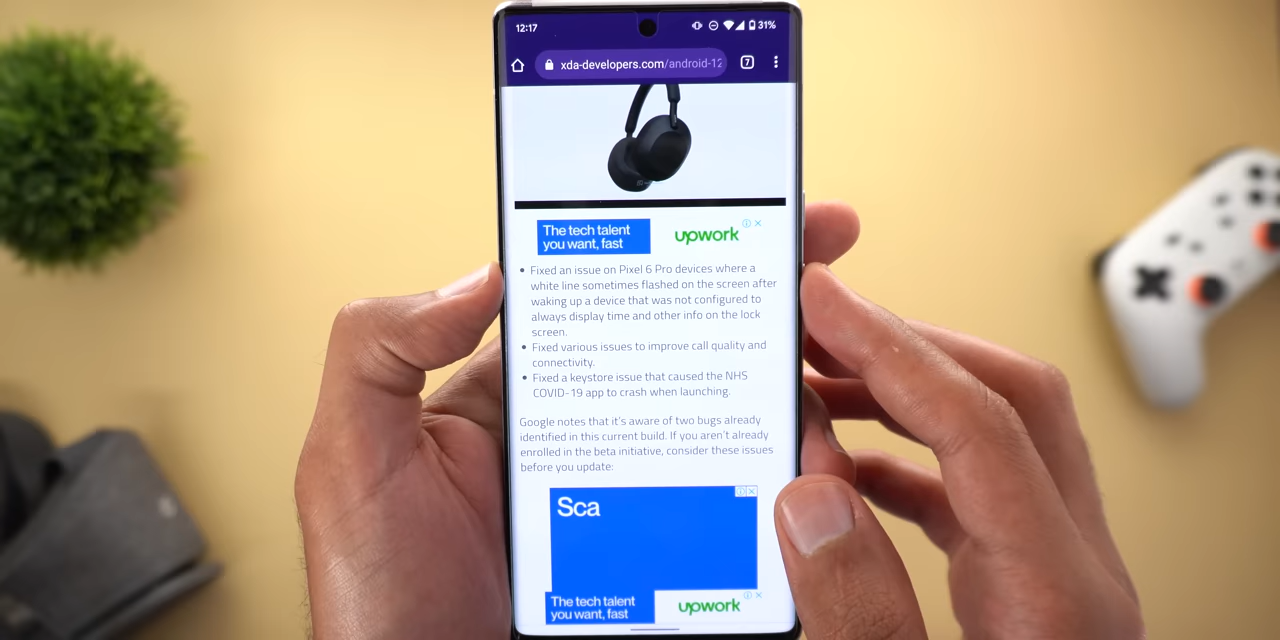 12:17
31%
xda-developers.com/android-12
7
The tech talent
you want, fast
upwork
• Fixed an issue on Pixel 6 Pro devices where a
white line sometimes flashed on the screen after
waking up a device that was not configured to
always display time and other info on the lock
screen.
• Fixed various issues to improve call quality and
connectivity.
• Fixed a keystore issue that caused the NHS
COVID-19 app to crash when launching.
Google notes that it's aware of two bugs already
identified in this current build. If you aren't already
enrolled in the beta initiative, consider these issues
before you update:
Sca
The tech talent
you want, fast
upwork